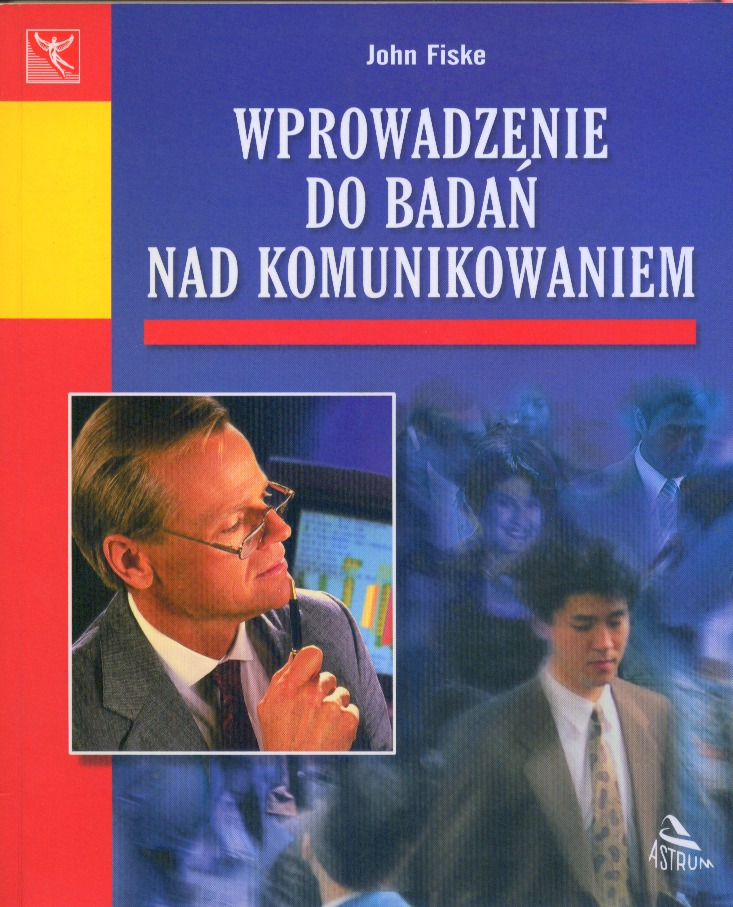 John Fiske
WPROWADZENIE
DO BADAŃ
NAD KOMUNIKOWANIEM
ASTRUM